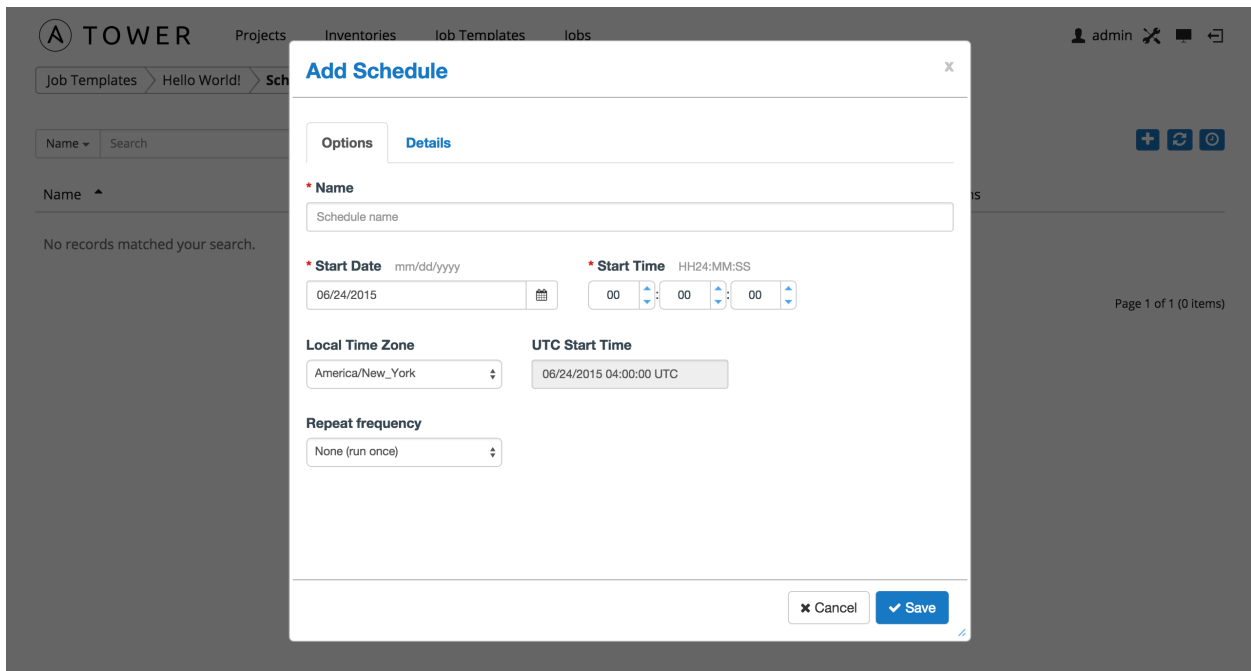 TOWER Projects Inventories Job Templates Jobs admin
Job Templates Hello World! Sch
Add Schedule x
Name Search
Options Details
Name
* Name
Schedule name
No records matched your search.
* Start Date mm/dd/yyyy * Start Time HH24:MM:SS
06/24/2015 00 : 00 : 00
Page 1 of 1 (0 items)
Local Time Zone UTC Start Time
America/New_York 06/24/2015 04:00:00 UTC
Repeat frequency
None (run once)
Cancel Save